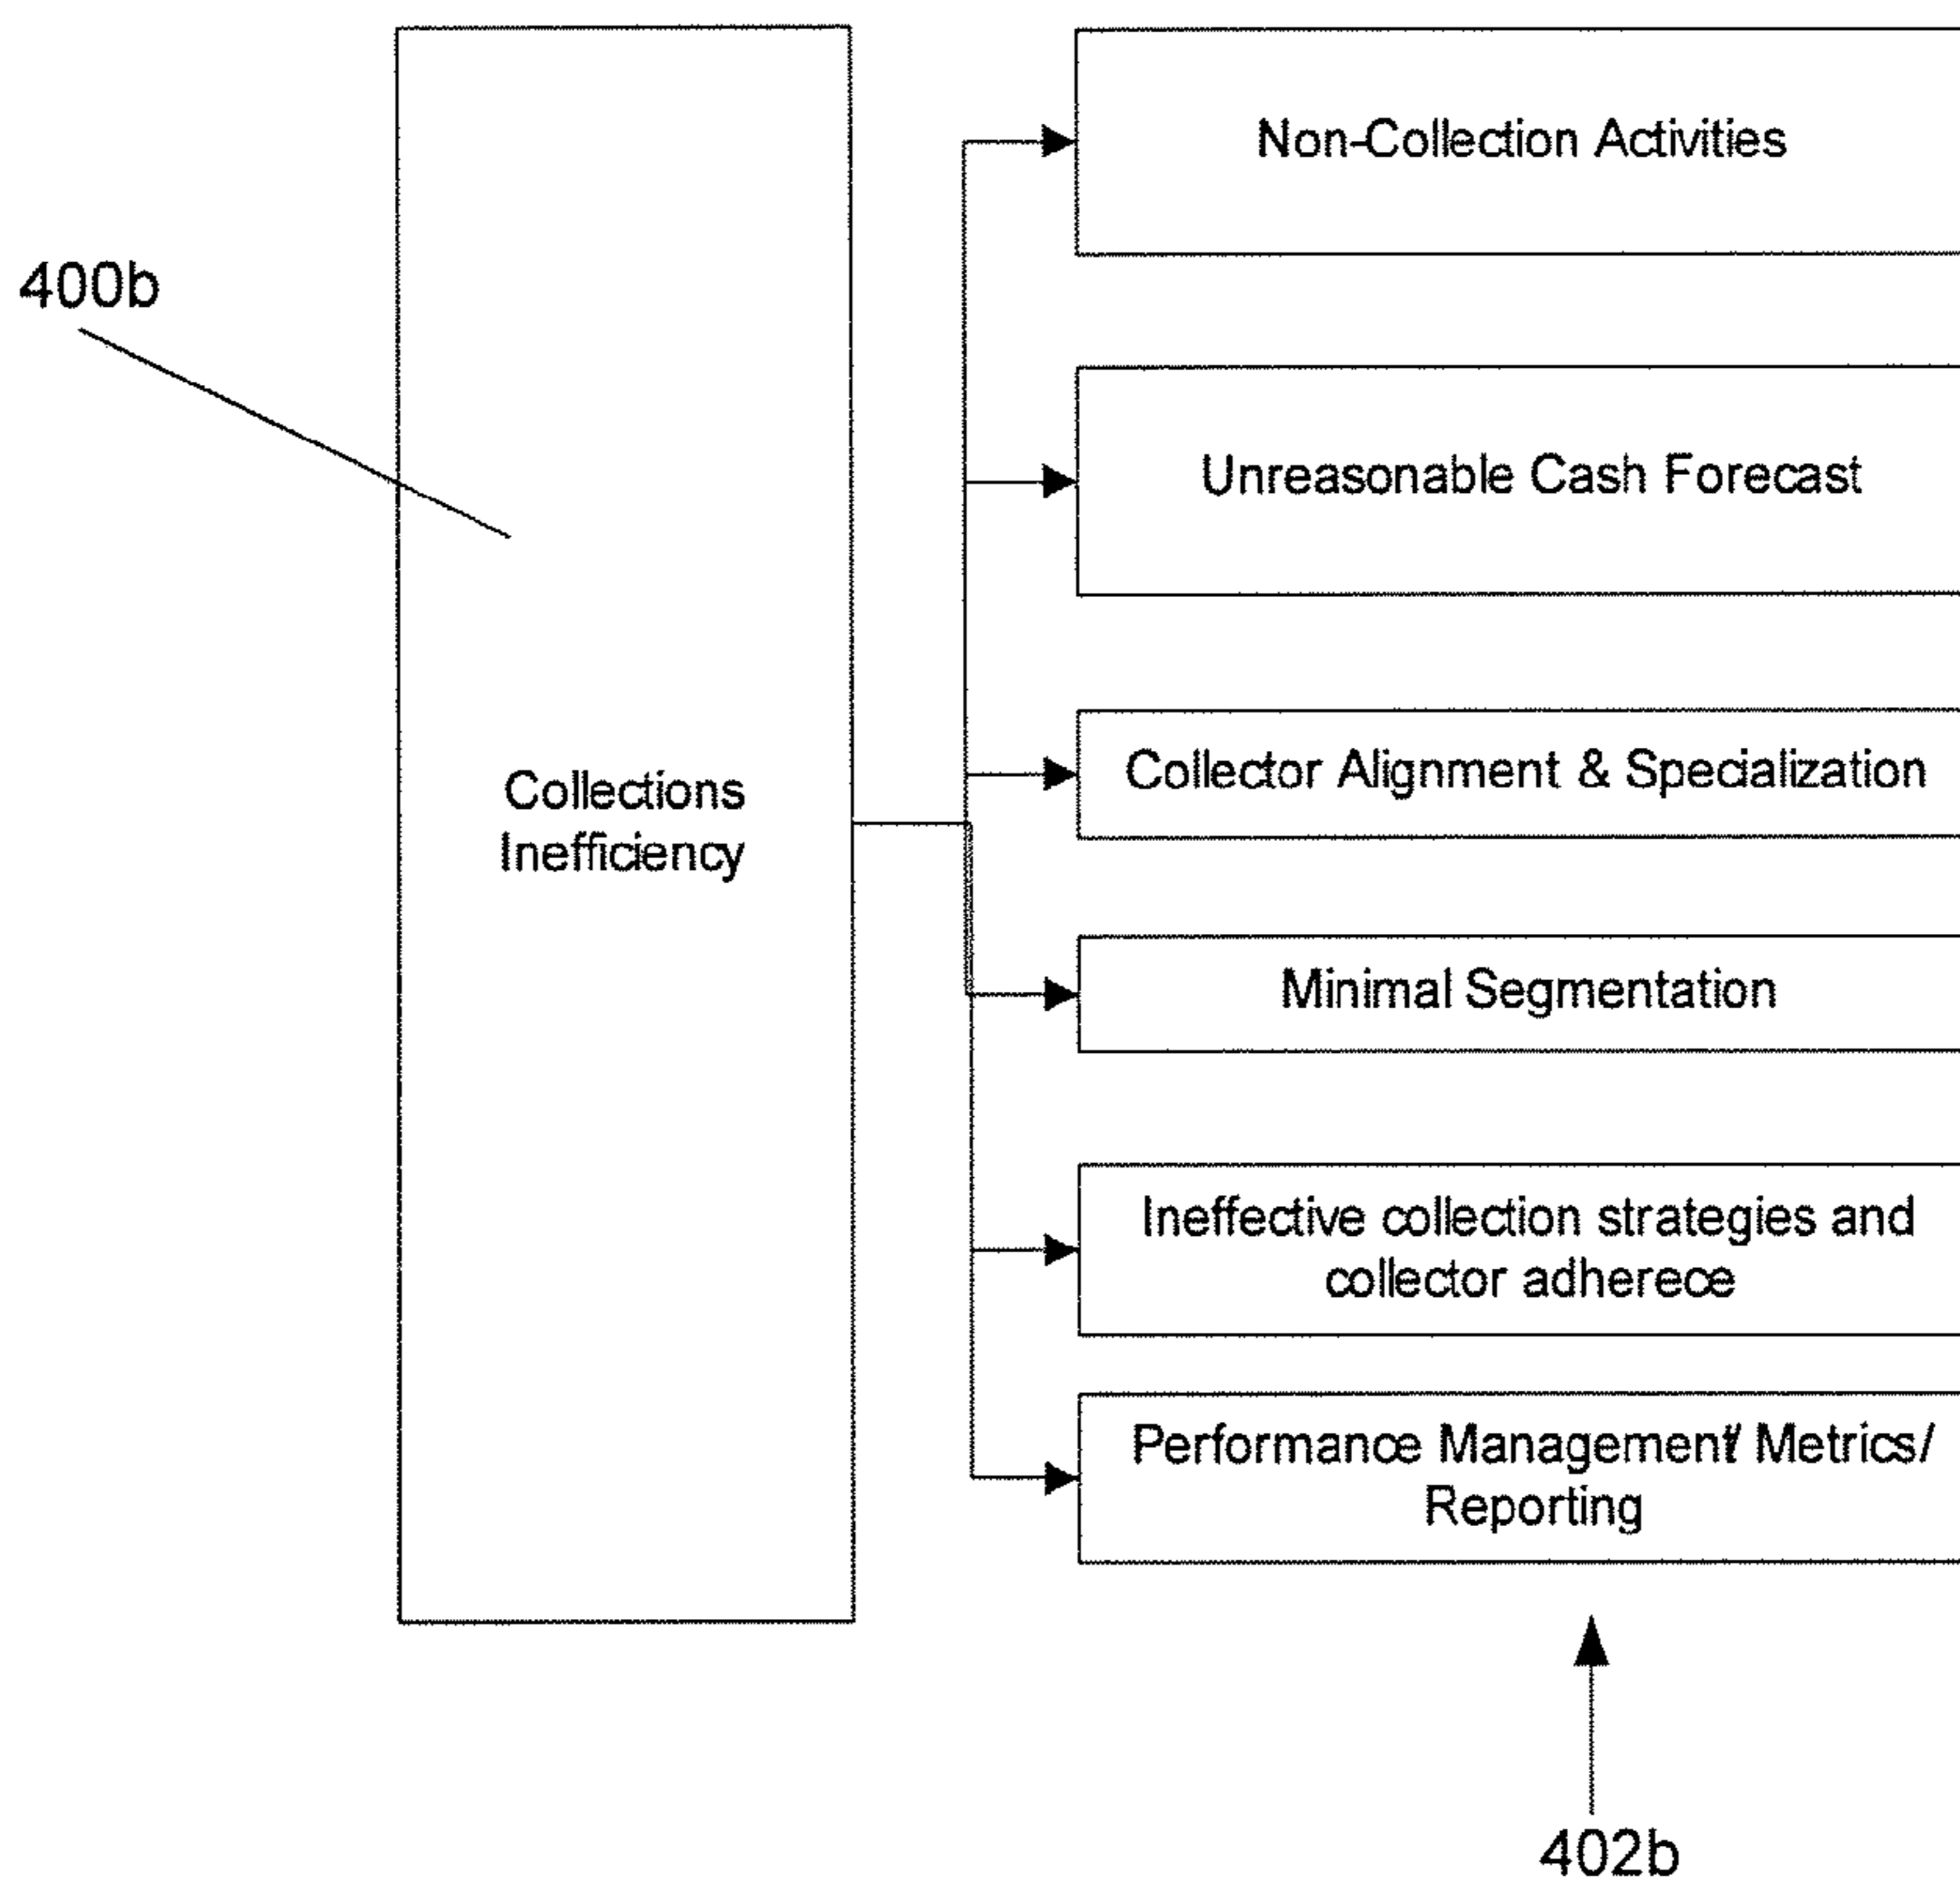 Non-Collection Activities
400b
Unreasonable Cash Forecast
Collections
Inefficiency
Collector Alignment & Specialization
Minimal Segmentation
Ineffective collection strategies and
collector adherece
Performance Management/ Metrics/
Reporting
402b